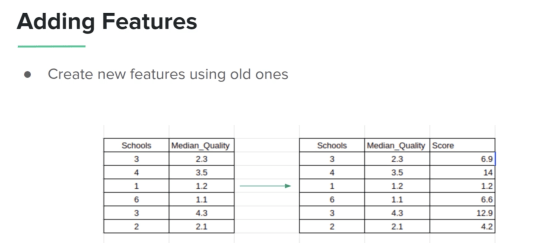 Adding Features
● Create new features using old ones
Schools Median_Quality
3 2.3
4 3.5
1 1.2
6 1.1
3 4.3
2 2.1
Schools Median_Quality Score
3 2.3 6.9
4 3.5 14
1 1.2 1.2
6 1.1 6.6
3 4.3 12.9
2 2.1 4.2